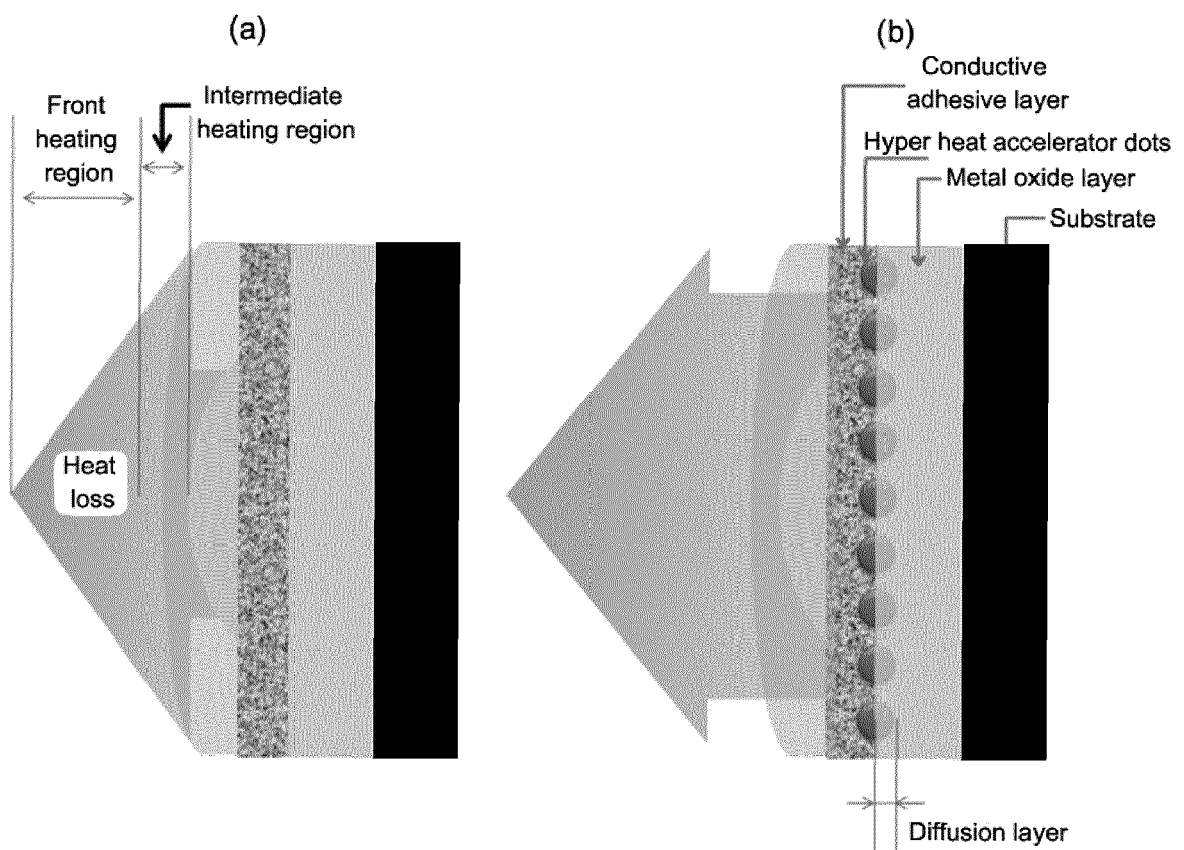 (a)
Front
heating
region
Intermediate
heating region
Heat
loss
(b)
Conductive
adhesive layer
Hyper heat accelerator dots
Metal oxide layer
Substrate
Diffusion layer